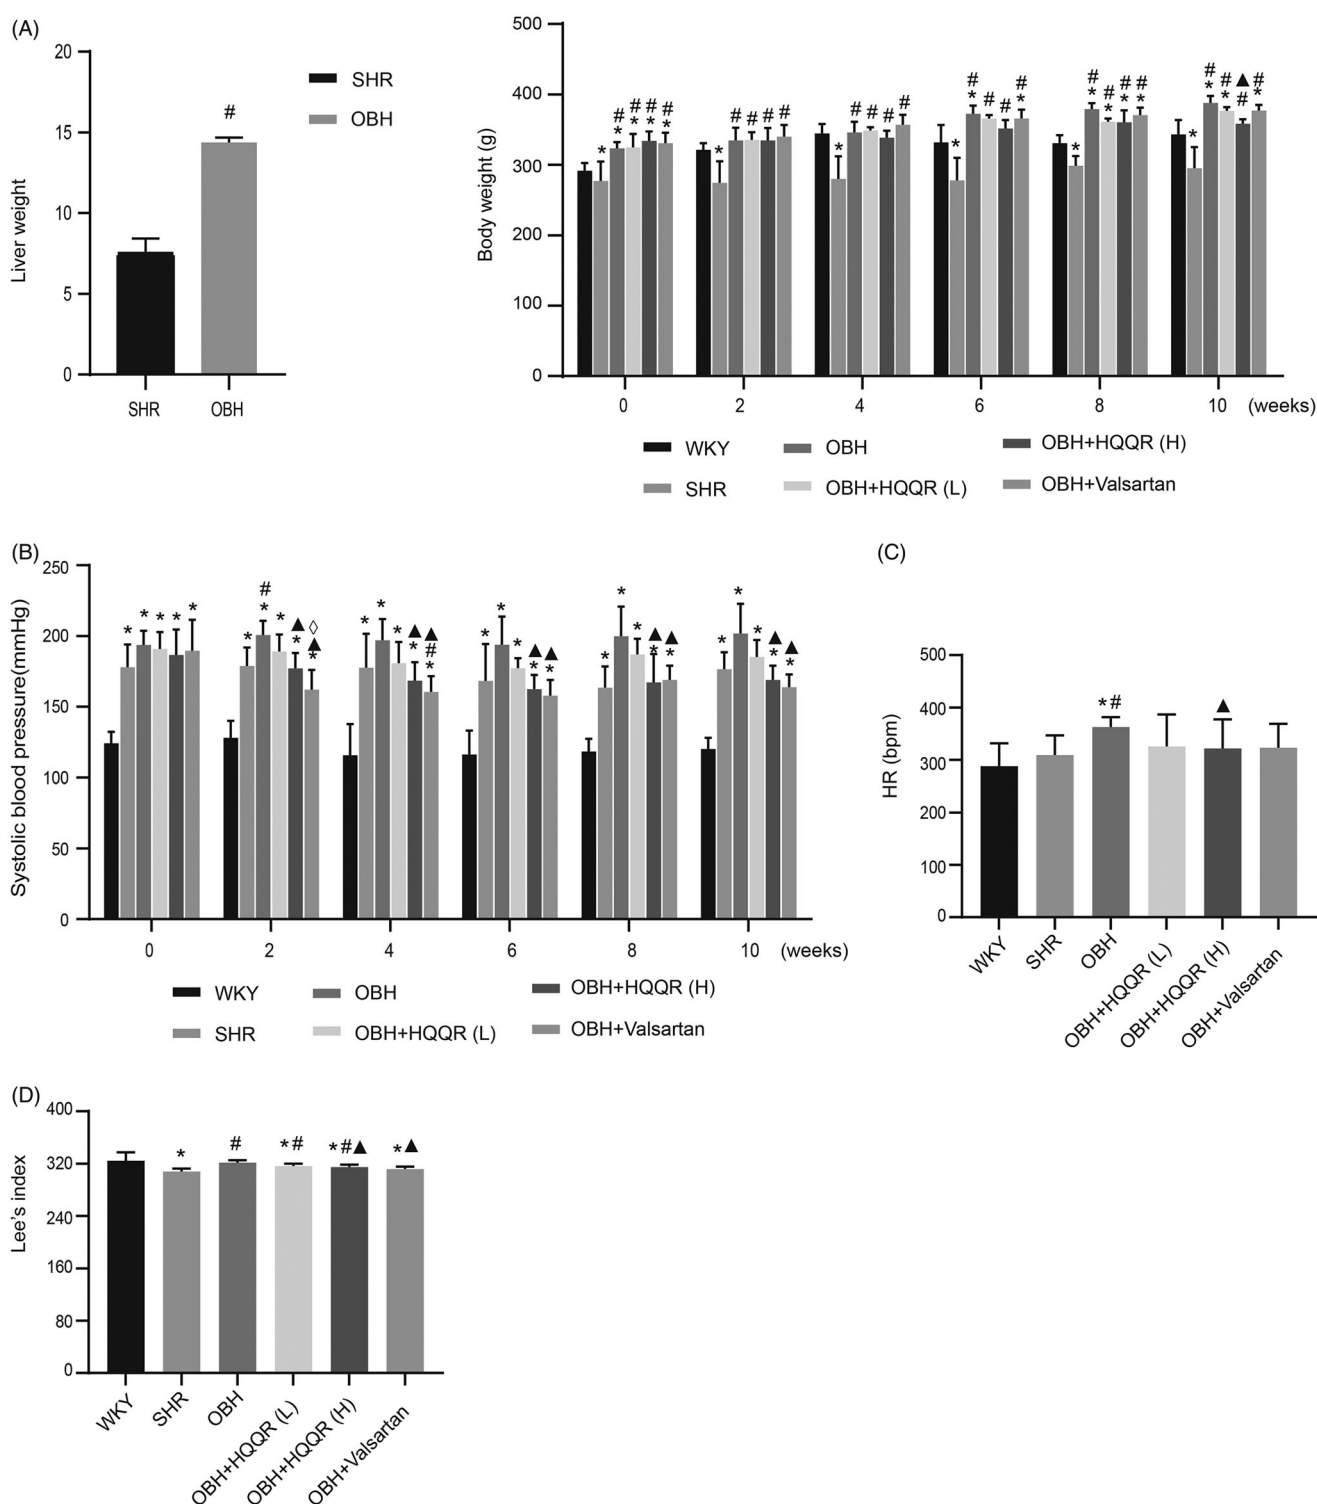 (A)
Liver weight
20
15
10
5
0
SHR
OBH
#
SHR
OBH
Body weight (g)
500
400
300
200
100
0
* # * # * # * # *
* # # # #
* # # # #
* # * # # # *
* # * # * # * # *
* # * # * ▲ # # *
0 2 4 6 8 10 (weeks)
WKY
SHR
OBH
OBH+HQQR (L)
OBH+HQQR (H)
OBH+Valsartan
(B)
Systolic blood pressure(mmHg)
250
200
150
100
50
0
* * * * *
* # * * ▲ * ◊ ▲ *
* * * ▲ * ▲ # *
* * * ▲ * ▲ *
* * * ▲ * ▲ *
* * * ▲ * ▲ *
0 2 4 6 8 10 (weeks)
WKY
SHR
OBH
OBH+HQQR (L)
OBH+HQQR (H)
OBH+Valsartan
(C)
HR (bpm)
500
400
300
200
100
0
*# ▲
WKY
SHR
OBH
OBH+HQQR (L)
OBH+HQQR (H)
OBH+Valsartan
(D)
Lee's index
400
320
240
160
80
0
* # *# *#▲ *▲
WKY
SHR
OBH
OBH+HQQR (L)
OBH+HQQR (H)
OBH+Valsartan